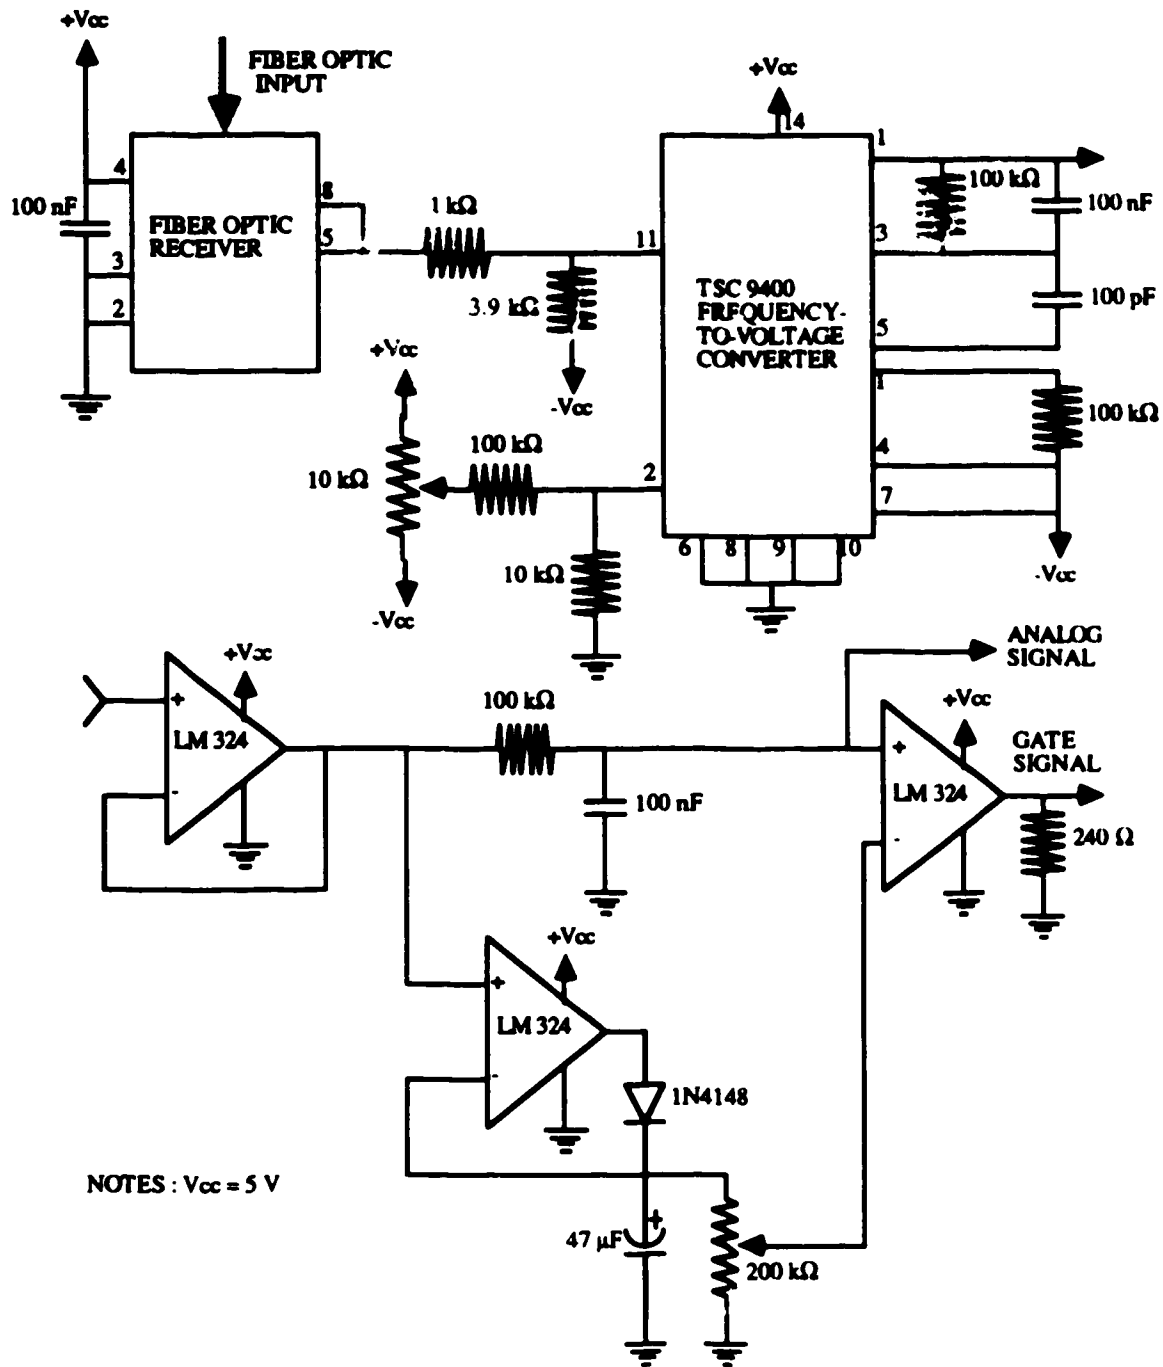 +Vcc
FIBER OPTIC
INPUT
+Vcc
14
4
8
1
100 nF
FIBER OPTIC
RECEIVER
1 kΩ
100 kΩ
100 nF
5
11
3
3
3.9 kΩ
TSC 9400
FRFQUENCY-
TO-VOLTAGE
CONVERTER
100 pF
2
5
+Vcc
-Vcc
1
100 kΩ
100 kΩ
10 kΩ
2
4
7
6
8
9
10
10 kΩ
-Vcc
-Vcc
ANALOG
SIGNAL
+Vcc
100 kΩ
+Vcc
+
LM 324
-
+
LM 324
-
GATE
SIGNAL
100 nF
240 Ω
+Vcc
+
LM 324
-
1N4148
NOTES : Vcc = 5 V
+
47 µF
200 kΩ